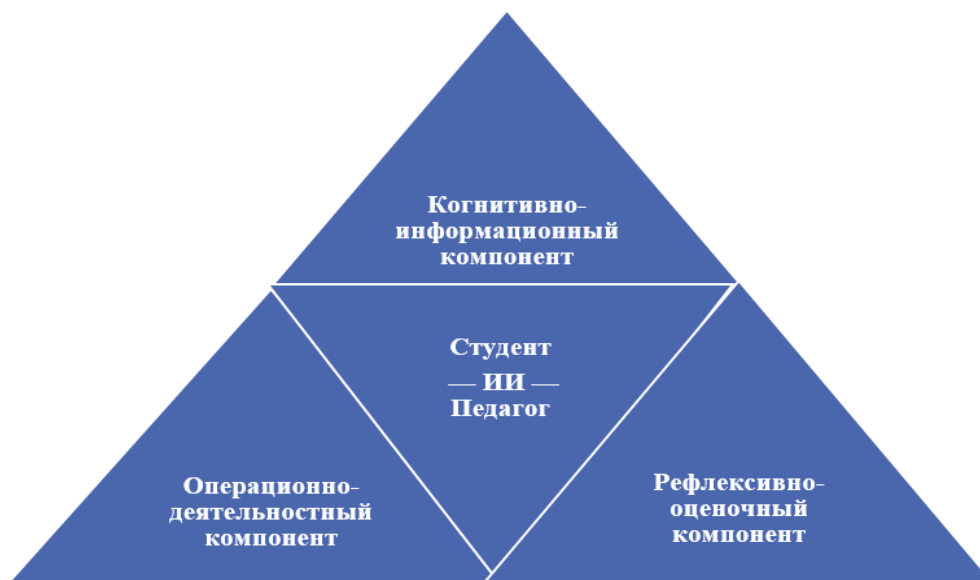 Когнитивно-
информационный
компонент
Студент
— ИИ —
Педагог
Операционно-
деятельностный
компонент
Рефлексивно-
оценочный
компонент